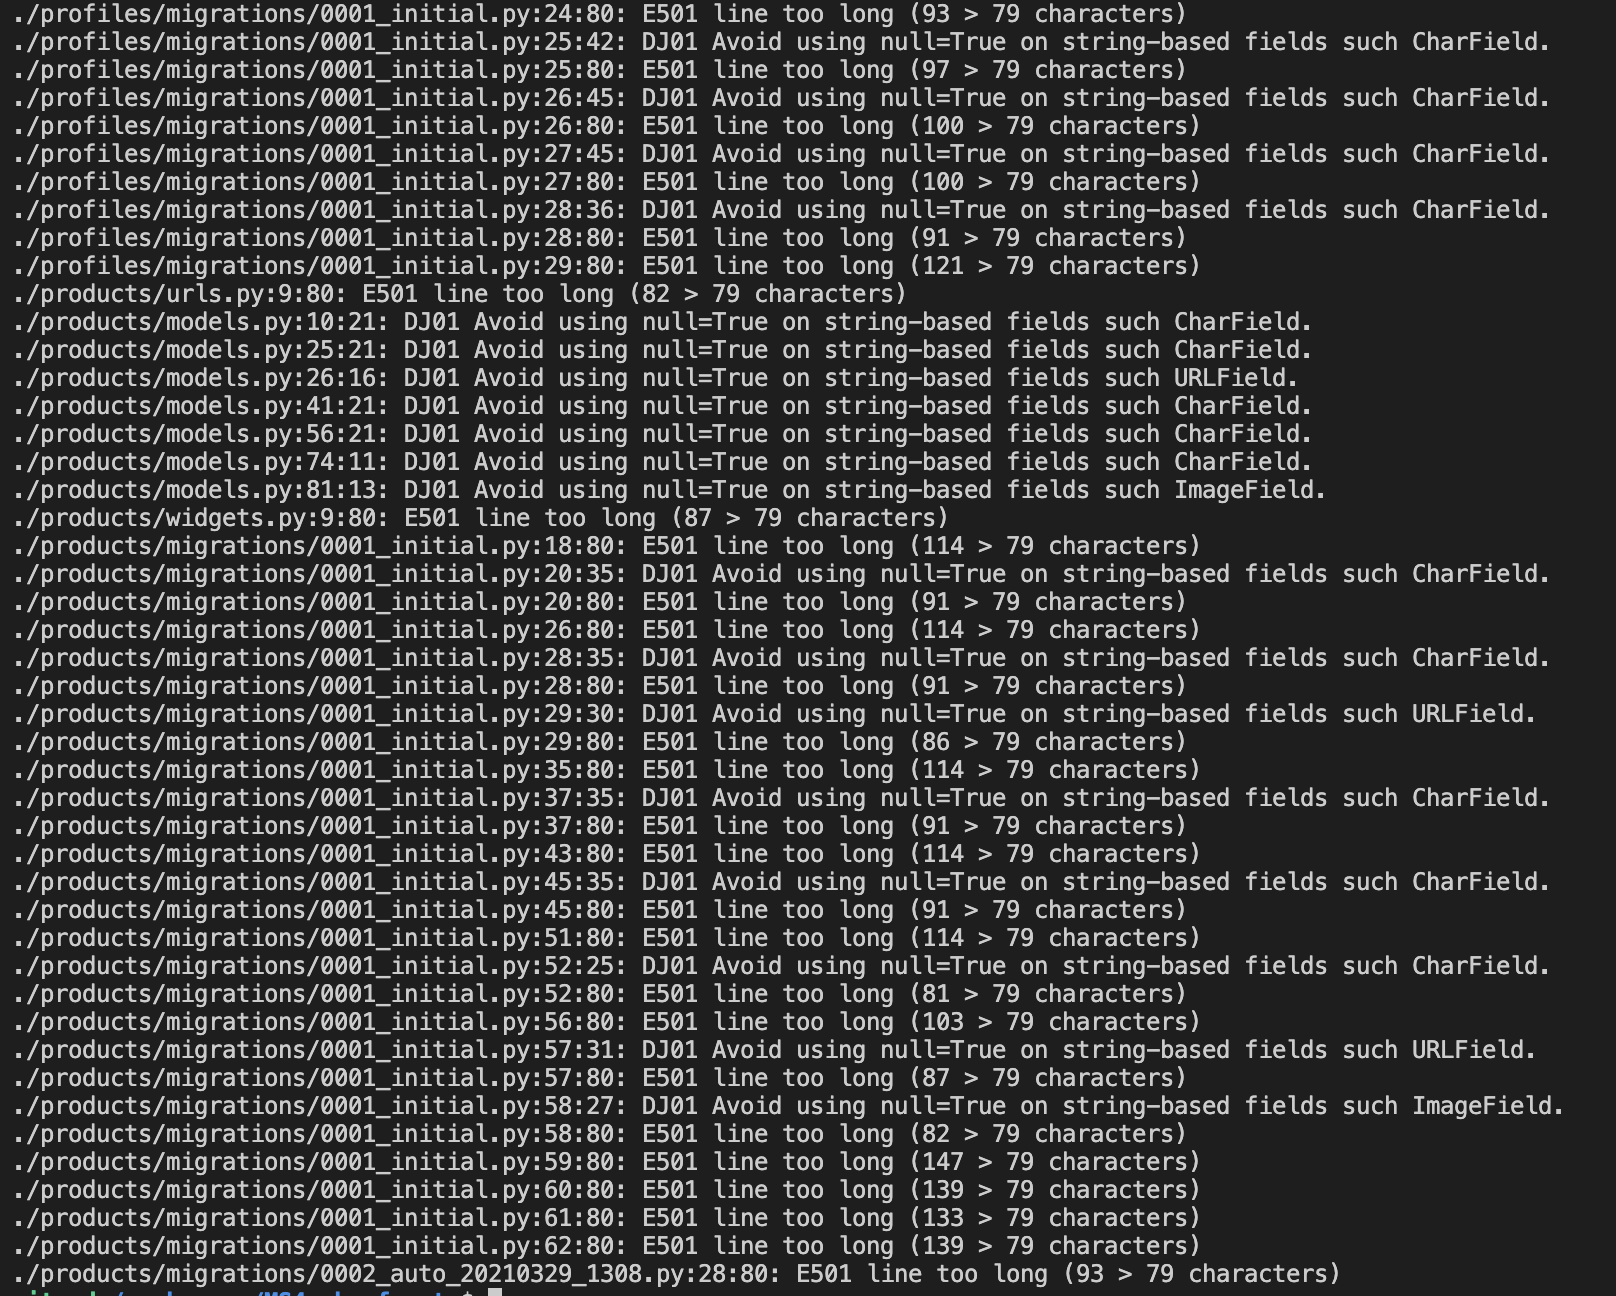 ./profiles/migrations/0001_initial.py:24:80: E501 line too long (93 > 79 characters)
./profiles/migrations/0001_initial.py:25:42: DJ01 Avoid using null=True on string-based fields such CharField.
./profiles/migrations/0001_initial.py:25:80: E501 line too long (97 > 79 characters)
./profiles/migrations/0001_initial.py:26:45: DJ01 Avoid using null=True on string-based fields such CharField.
./profiles/migrations/0001_initial.py:26:80: E501 line too long (100 > 79 characters)
./profiles/migrations/0001_initial.py:27:45: DJ01 Avoid using null=True on string-based fields such CharField.
./profiles/migrations/0001_initial.py:27:80: E501 line too long (100 > 79 characters)
./profiles/migrations/0001_initial.py:28:36: DJ01 Avoid using null=True on string-based fields such CharField.
./profiles/migrations/0001_initial.py:28:80: E501 line too long (91 > 79 characters)
./profiles/migrations/0001_initial.py:29:80: E501 line too long (121 > 79 characters)
./products/urls.py:9:80: E501 line too long (82 > 79 characters)
./products/models.py:10:21: DJ01 Avoid using null=True on string-based fields such CharField.
./products/models.py:25:21: DJ01 Avoid using null=True on string-based fields such CharField.
./products/models.py:26:16: DJ01 Avoid using null=True on string-based fields such URLField.
./products/models.py:41:21: DJ01 Avoid using null=True on string-based fields such CharField.
./products/models.py:56:21: DJ01 Avoid using null=True on string-based fields such CharField.
./products/models.py:74:11: DJ01 Avoid using null=True on string-based fields such CharField.
./products/models.py:81:13: DJ01 Avoid using null=True on string-based fields such ImageField.
./products/widgets.py:9:80: E501 line too long (87 > 79 characters)
./products/migrations/0001_initial.py:18:80: E501 line too long (114 > 79 characters)
./products/migrations/0001_initial.py:20:35: DJ01 Avoid using null=True on string-based fields such CharField.
./products/migrations/0001_initial.py:20:80: E501 line too long (91 > 79 characters)
./products/migrations/0001_initial.py:26:80: E501 line too long (114 > 79 characters)
./products/migrations/0001_initial.py:28:35: DJ01 Avoid using null=True on string-based fields such CharField.
./products/migrations/0001_initial.py:28:80: E501 line too long (91 > 79 characters)
./products/migrations/0001_initial.py:29:30: DJ01 Avoid using null=True on string-based fields such URLField.
./products/migrations/0001_initial.py:29:80: E501 line too long (86 > 79 characters)
./products/migrations/0001_initial.py:35:80: E501 line too long (114 > 79 characters)
./products/migrations/0001_initial.py:37:35: DJ01 Avoid using null=True on string-based fields such CharField.
./products/migrations/0001_initial.py:37:80: E501 line too long (91 > 79 characters)
./products/migrations/0001_initial.py:43:80: E501 line too long (114 > 79 characters)
./products/migrations/0001_initial.py:45:35: DJ01 Avoid using null=True on string-based fields such CharField.
./products/migrations/0001_initial.py:45:80: E501 line too long (91 > 79 characters)
./products/migrations/0001_initial.py:51:80: E501 line too long (114 > 79 characters)
./products/migrations/0001_initial.py:52:25: DJ01 Avoid using null=True on string-based fields such CharField.
./products/migrations/0001_initial.py:52:80: E501 line too long (81 > 79 characters)
./products/migrations/0001_initial.py:56:80: E501 line too long (103 > 79 characters)
./products/migrations/0001_initial.py:57:31: DJ01 Avoid using null=True on string-based fields such URLField.
./products/migrations/0001_initial.py:57:80: E501 line too long (87 > 79 characters)
./products/migrations/0001_initial.py:58:27: DJ01 Avoid using null=True on string-based fields such ImageField.
./products/migrations/0001_initial.py:58:80: E501 line too long (82 > 79 characters)
./products/migrations/0001_initial.py:59:80: E501 line too long (147 > 79 characters)
./products/migrations/0001_initial.py:60:80: E501 line too long (139 > 79 characters)
./products/migrations/0001_initial.py:61:80: E501 line too long (133 > 79 characters)
./products/migrations/0001_initial.py:62:80: E501 line too long (139 > 79 characters)
./products/migrations/0002_auto_20210329_1308.py:28:80: E501 line too long (93 > 79 characters)